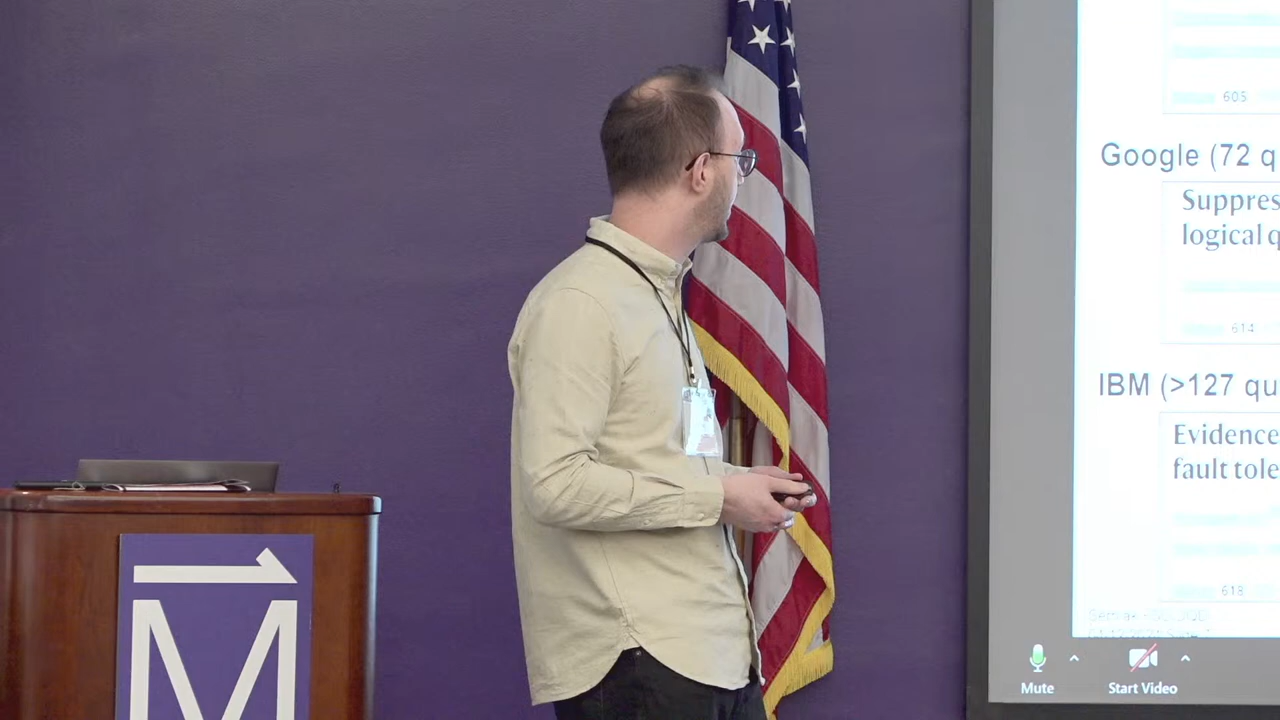 605
Google (72 q
Suppres
logical q
614
IBM (>127 qu
Evidence
fault tole
618
Mute
Start Video
M